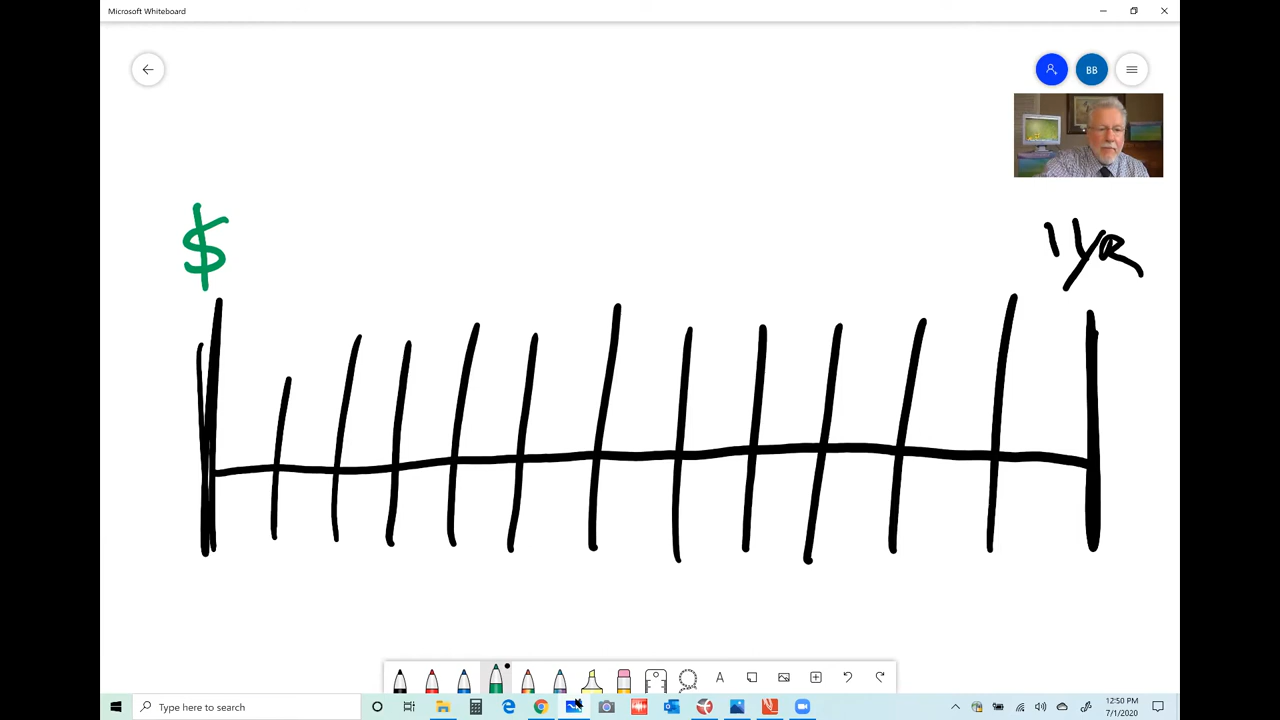 Microsoft Whiteboard
BB
$
1 YR
A
Type here to search
12:50 PM
7/1/2020